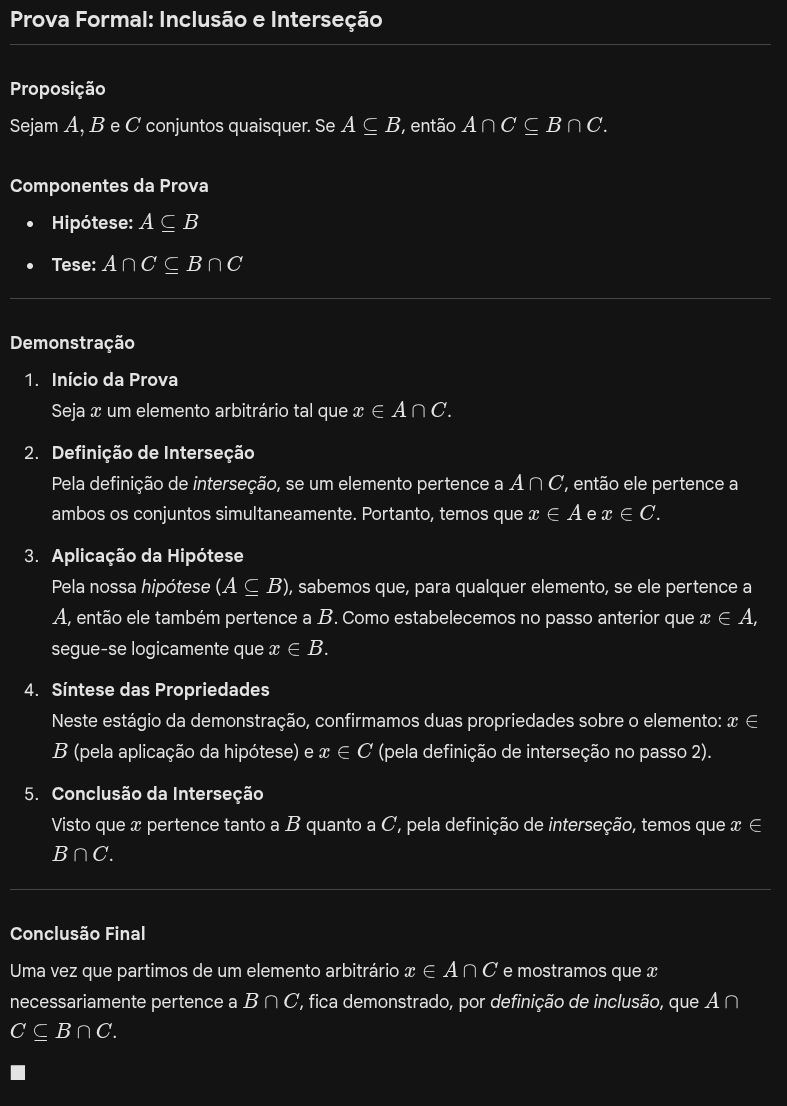 Prova Formal: Inclusão e Interseção
Proposição
Sejam A, B e C conjuntos quaisquer. Se A ⊆ B, então A ∩ C ⊆ B ∩ C.
Componentes da Prova
• Hipótese: A ⊆ B
• Tese: A ∩ C ⊆ B ∩ C
Demonstração
1. Início da Prova
Seja x um elemento arbitrário tal que x ∈ A ∩ C.
2. Definição de Interseção
Pela definição de interseção, se um elemento pertence a A ∩ C, então ele pertence a
ambos os conjuntos simultaneamente. Portanto, temos que x ∈ A e x ∈ C.
3. Aplicação da Hipótese
Pela nossa hipótese (A ⊆ B), sabemos que, para qualquer elemento, se ele pertence a
A, então ele também pertence a B. Como estabelecemos no passo anterior que x ∈ A,
segue-se logicamente que x ∈ B.
4. Síntese das Propriedades
Neste estágio da demonstração, confirmamos duas propriedades sobre o elemento: x ∈
B (pela aplicação da hipótese) e x ∈ C (pela definição de interseção no passo 2).
5. Conclusão da Interseção
Visto que x pertence tanto a B quanto a C, pela definição de interseção, temos que x ∈
B ∩ C.
Conclusão Final
Uma vez que partimos de um elemento arbitrário x ∈ A ∩ C e mostramos que x
necessariamente pertence a B ∩ C, fica demonstrado, por definição de inclusão, que A ∩
C ⊆ B ∩ C.
■